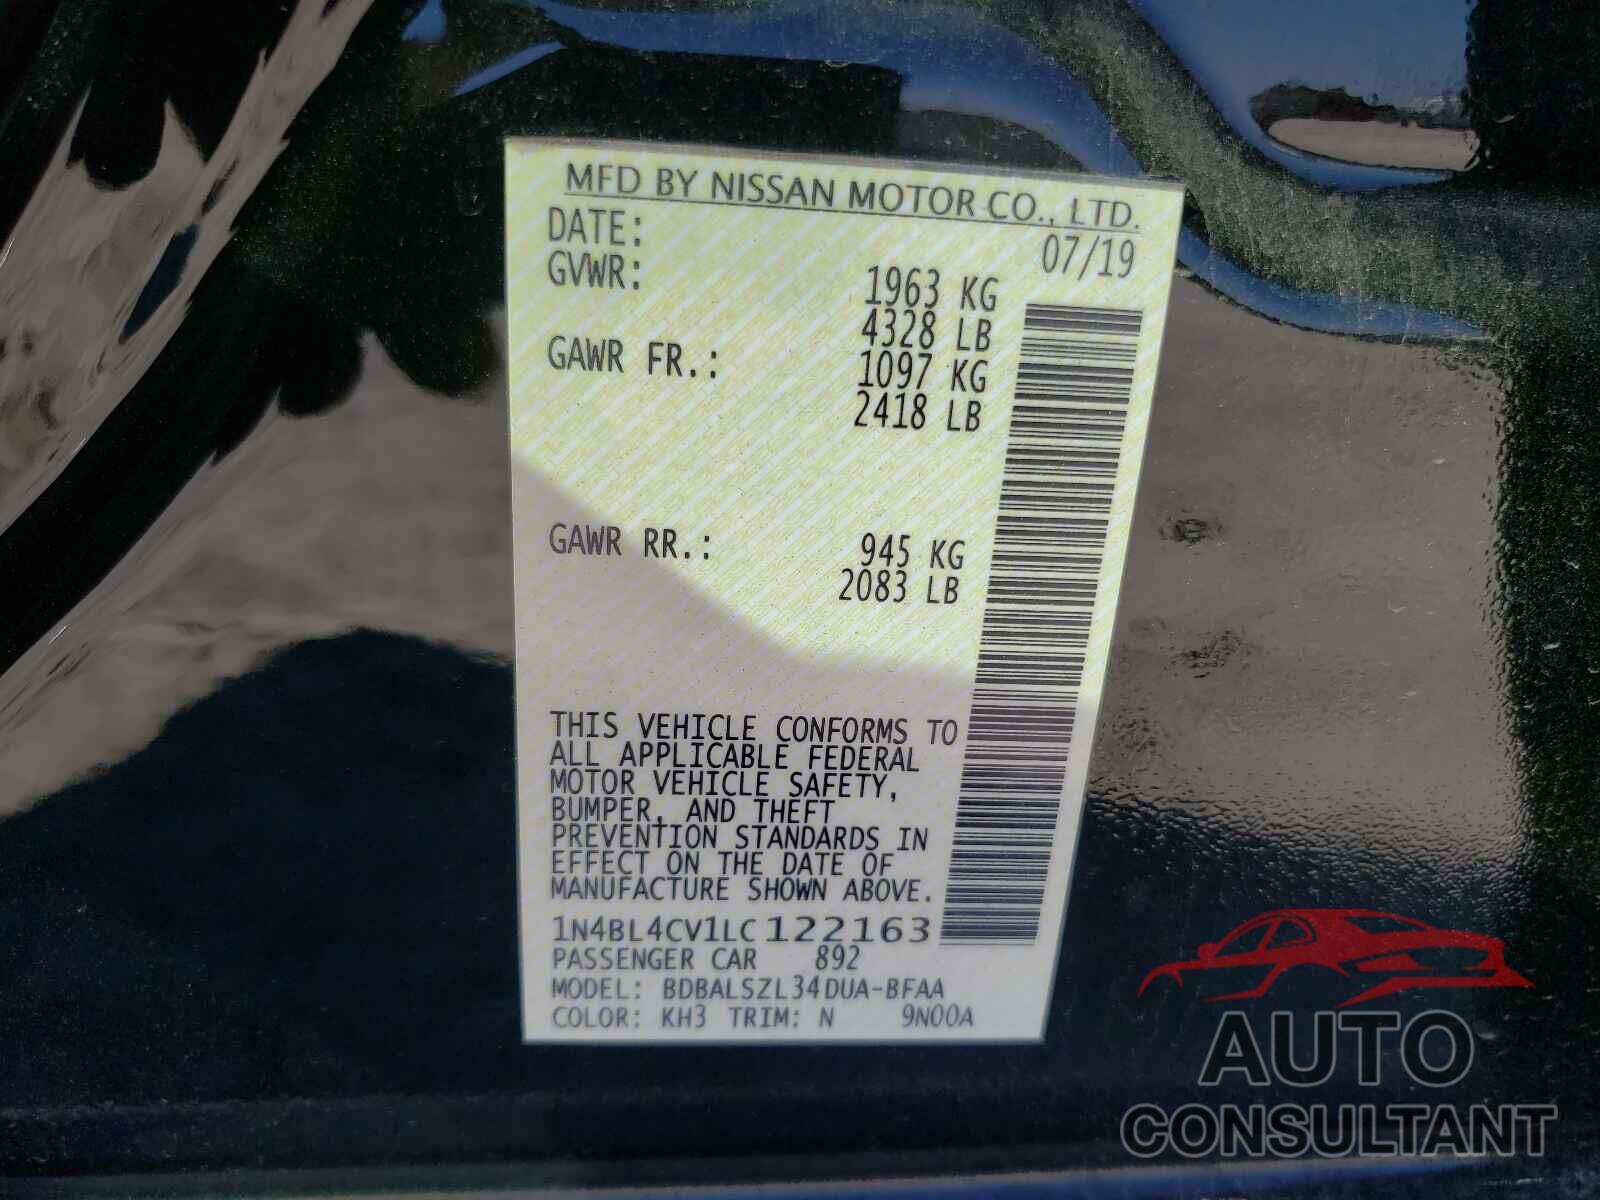 MFD BY NISSAN MOTOR CO., LTD.
DATE: 07/19
GVWR: 1963 KG
4328 LB
GAWR FR.: 1097 KG
2418 LB
GAWR RR.: 945 KG
2083 LB
THIS VEHICLE CONFORMS TO
ALL APPLICABLE FEDERAL
MOTOR VEHICLE SAFETY,
BUMPER, AND THEFT
PREVENTION STANDARDS IN
EFFECT ON THE DATE OF
MANUFACTURE SHOWN ABOVE.
1N4BL4CV1LC122163
PASSENGER CAR 892
MODEL: BDBALSZL34DUA-BFAA
COLOR: KH3 TRIM: N 9N00A
AUTO
CONSULTANT